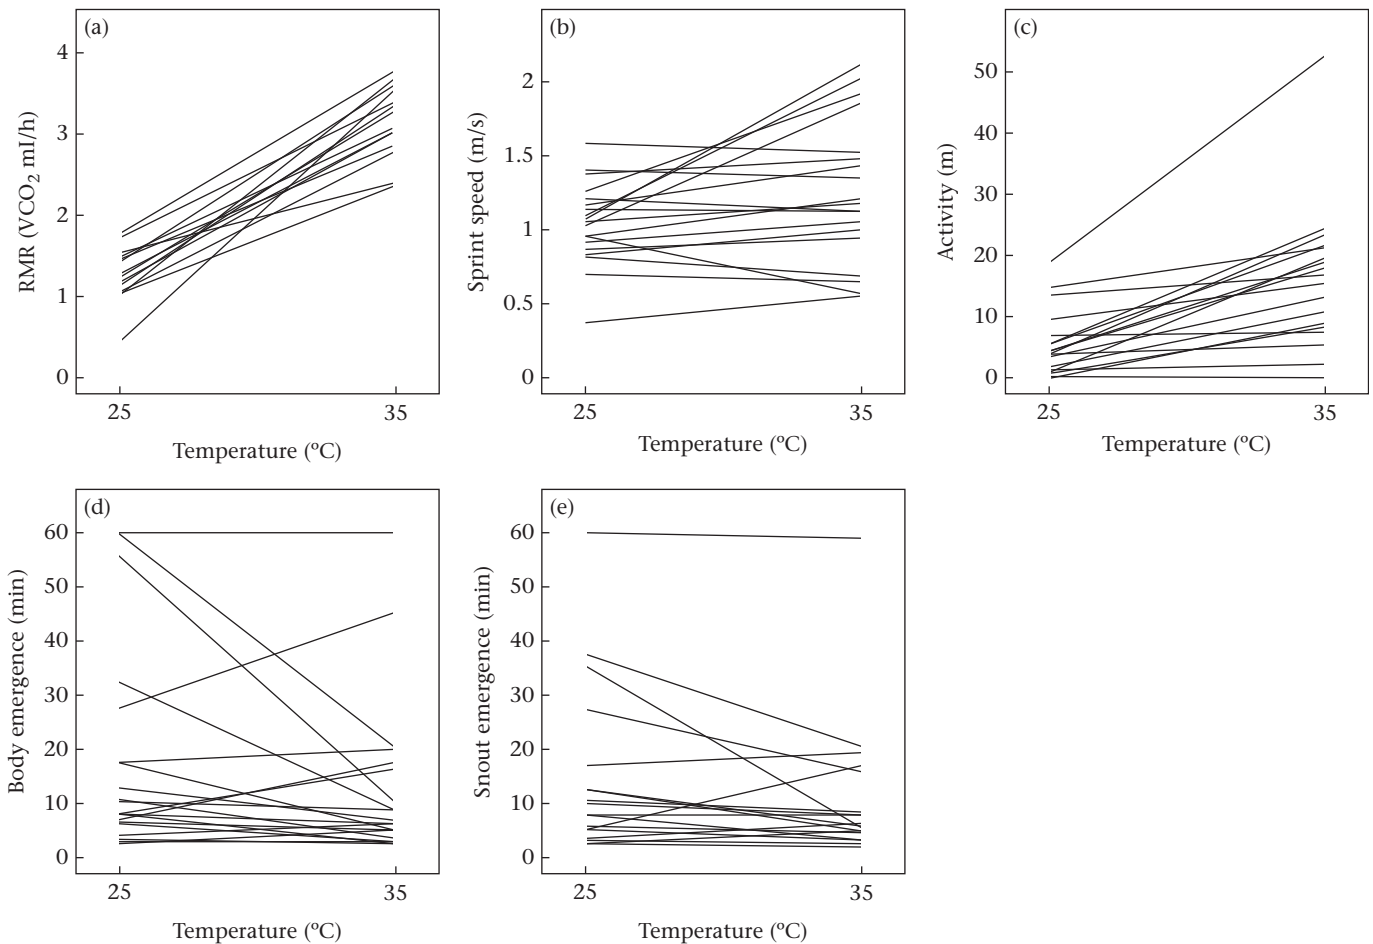 (a)
4
3
2
1
0
RMR (VCO2 ml/h)
25
35
Temperature (ºC)
(b)
2
1.5
1
0.5
0
Sprint speed (m/s)
25
35
Temperature (ºC)
(c)
50
40
30
20
10
0
Activity (m)
25
35
Temperature (ºC)
(d)
60
50
40
30
20
10
0
Body emergence (min)
25
35
Temperature (ºC)
(e)
60
50
40
30
20
10
0
Snout emergence (min)
25
35
Temperature (ºC)